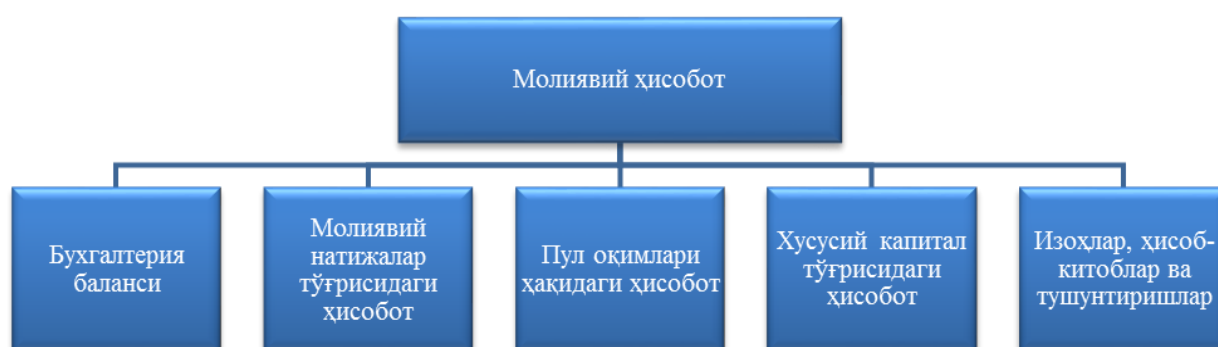 Молиявий ҳисобот
Бухгалтерия
баланси
Молиявий
натижалар
тўғрисидаги
ҳисобот
Пул оқимлари
ҳақидаги ҳисобот
Хусусий капитал
тўғрисидаги
ҳисобот
Изоҳлар, ҳисоб-
китоблар ва
тушунтиришлар